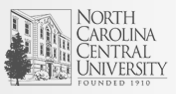 NORTH
CAROLINA
CENTRAL
UNIVERSITY
FOUNDED 1910